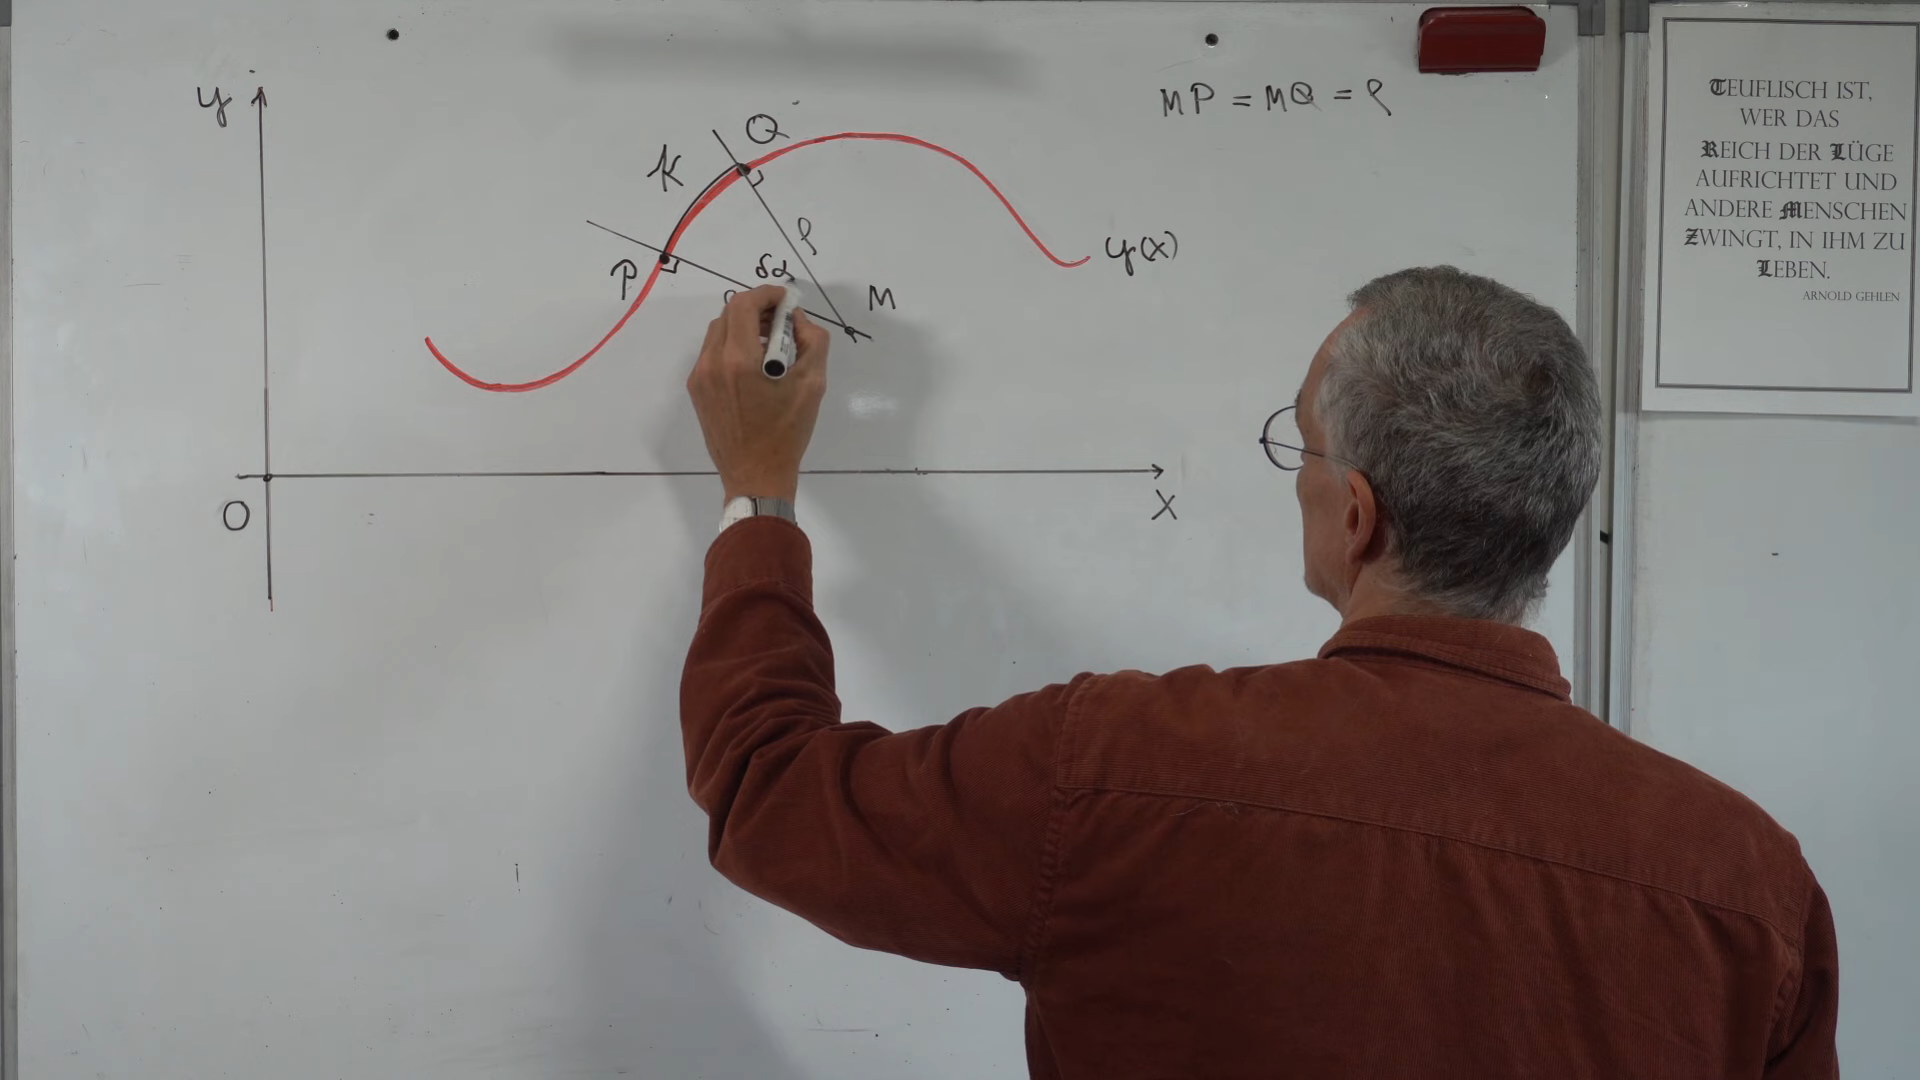 y
MP = MQ = ρ
Q
K
ρ
y(x)
P
δα
M
O
X
TEUFLISCH IST,
WER DAS
REICH DER LÜGE
AUFRICHTET UND
ANDERE MENSCHEN
ZWINGT, IN IHM ZU
LEBEN.
ARNOLD GEHLEN